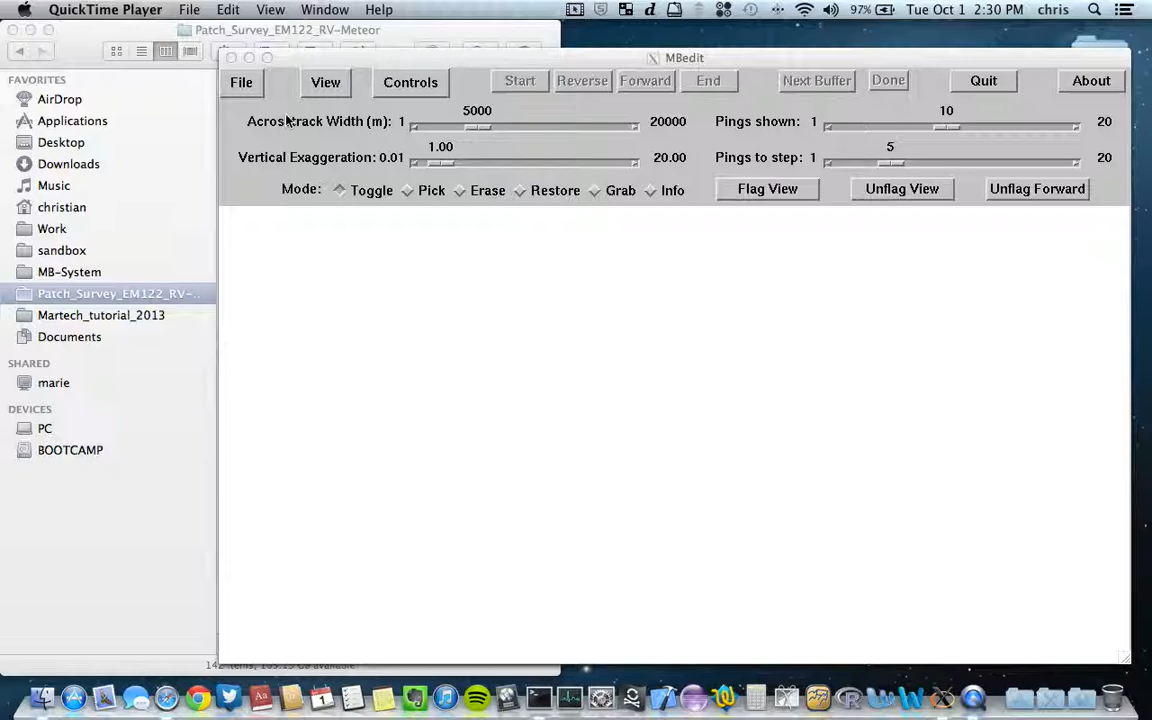 QuickTime Player File Edit View Window Help 97% Tue Oct 1 2:30 PM chris
Patch_Survey_EM122_RV-Meteor
MBedit
FAVORITES
AirDrop
Applications
Desktop
Downloads
Music
christian
Work
sandbox
MB-System
Patch_Survey_EM122_RV-..
Martech_tutorial_2013
Documents
SHARED
marie
DEVICES
PC
BOOTCAMP
File View Controls Start Reverse Forward End Next Buffer Done Quit About
5000 10
Acrosstrack Width (m): 1 20000 Pings shown: 1 20
1.00 5
Vertical Exaggeration: 0.01 20.00 Pings to step: 1 20
Mode: Toggle Pick Erase Restore Grab Info Flag View Unflag View Unflag Forward